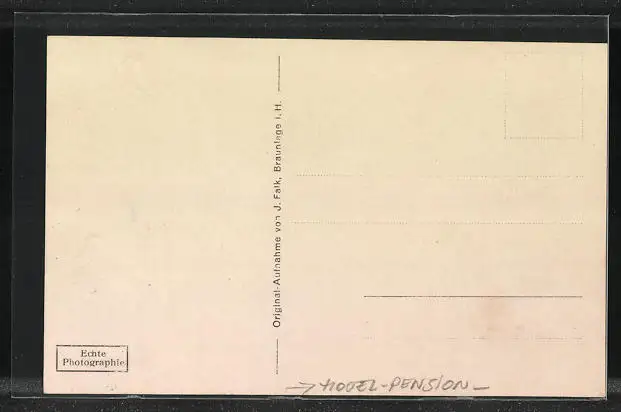 Echte
Photographie
Original-Aufnahme von J. Falk, Braunlage i. H.
→ HOTEL-PENSION –